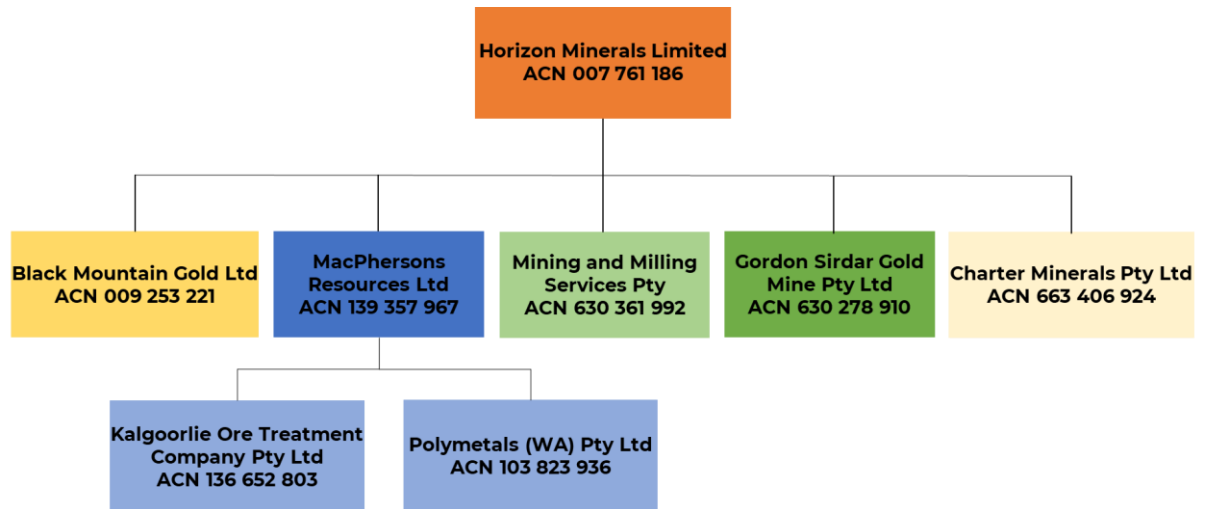 Horizon Minerals Limited
ACN 007 761 186
Black Mountain Gold Ltd
ACN 009 253 221
MacPhersons
Resources Ltd
ACN 139 357 967
Mining and Milling
Services Pty
ACN 630 361 992
Gordon Sirdar Gold
Mine Pty Ltd
ACN 630 278 910
Charter Minerals Pty Ltd
ACN 663 406 924
Kalgoorlie Ore Treatment
Company Pty Ltd
ACN 136 652 803
Polymetals (WA) Pty Ltd
ACN 103 823 936